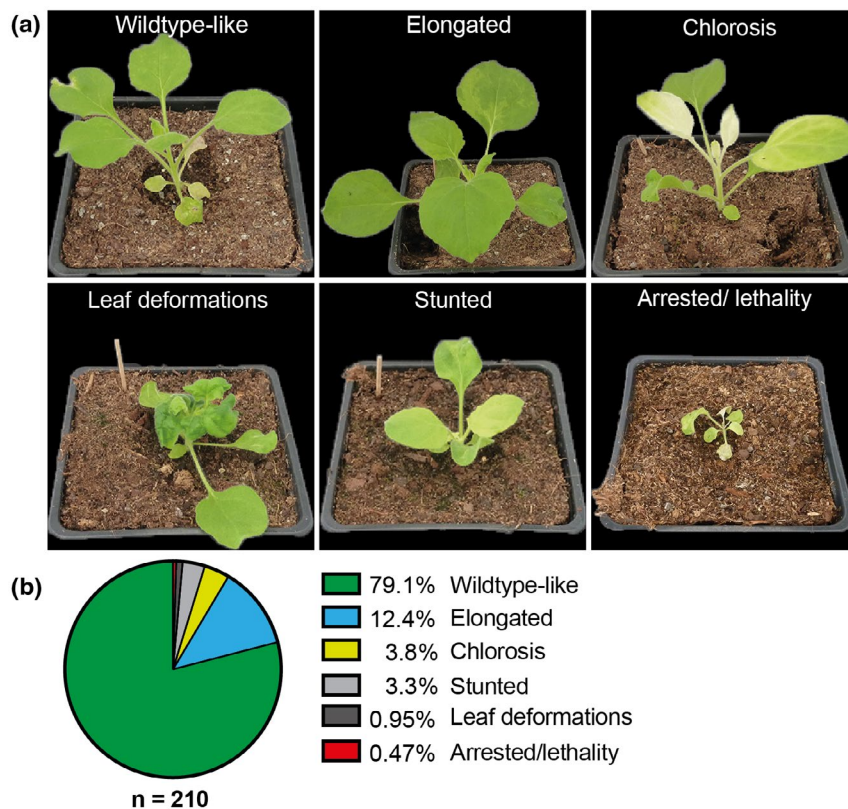 (a)
Wildtype-like
Elongated
Chlorosis
Leaf deformations
Stunted
Arrested/ lethality
(b)
79.1% Wildtype-like
12.4% Elongated
3.8% Chlorosis
3.3% Stunted
0.95% Leaf deformations
0.47% Arrested/lethality
n = 210